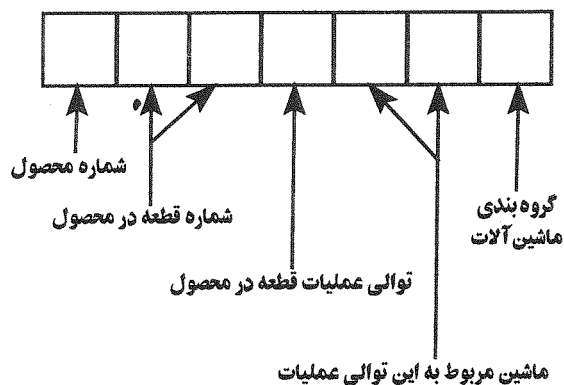 شماره محصول
شماره قطعه در محصول
گروه بندی
ماشین آلات
توالی عملیات قطعه در محصول
ماشین مربوط به این توالی عملیات